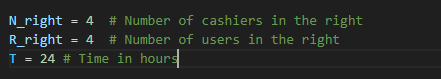 N_right = 4  # Number of cashiers in the right
R_right = 4  # Number of users in the right
T = 24 # Time in hours